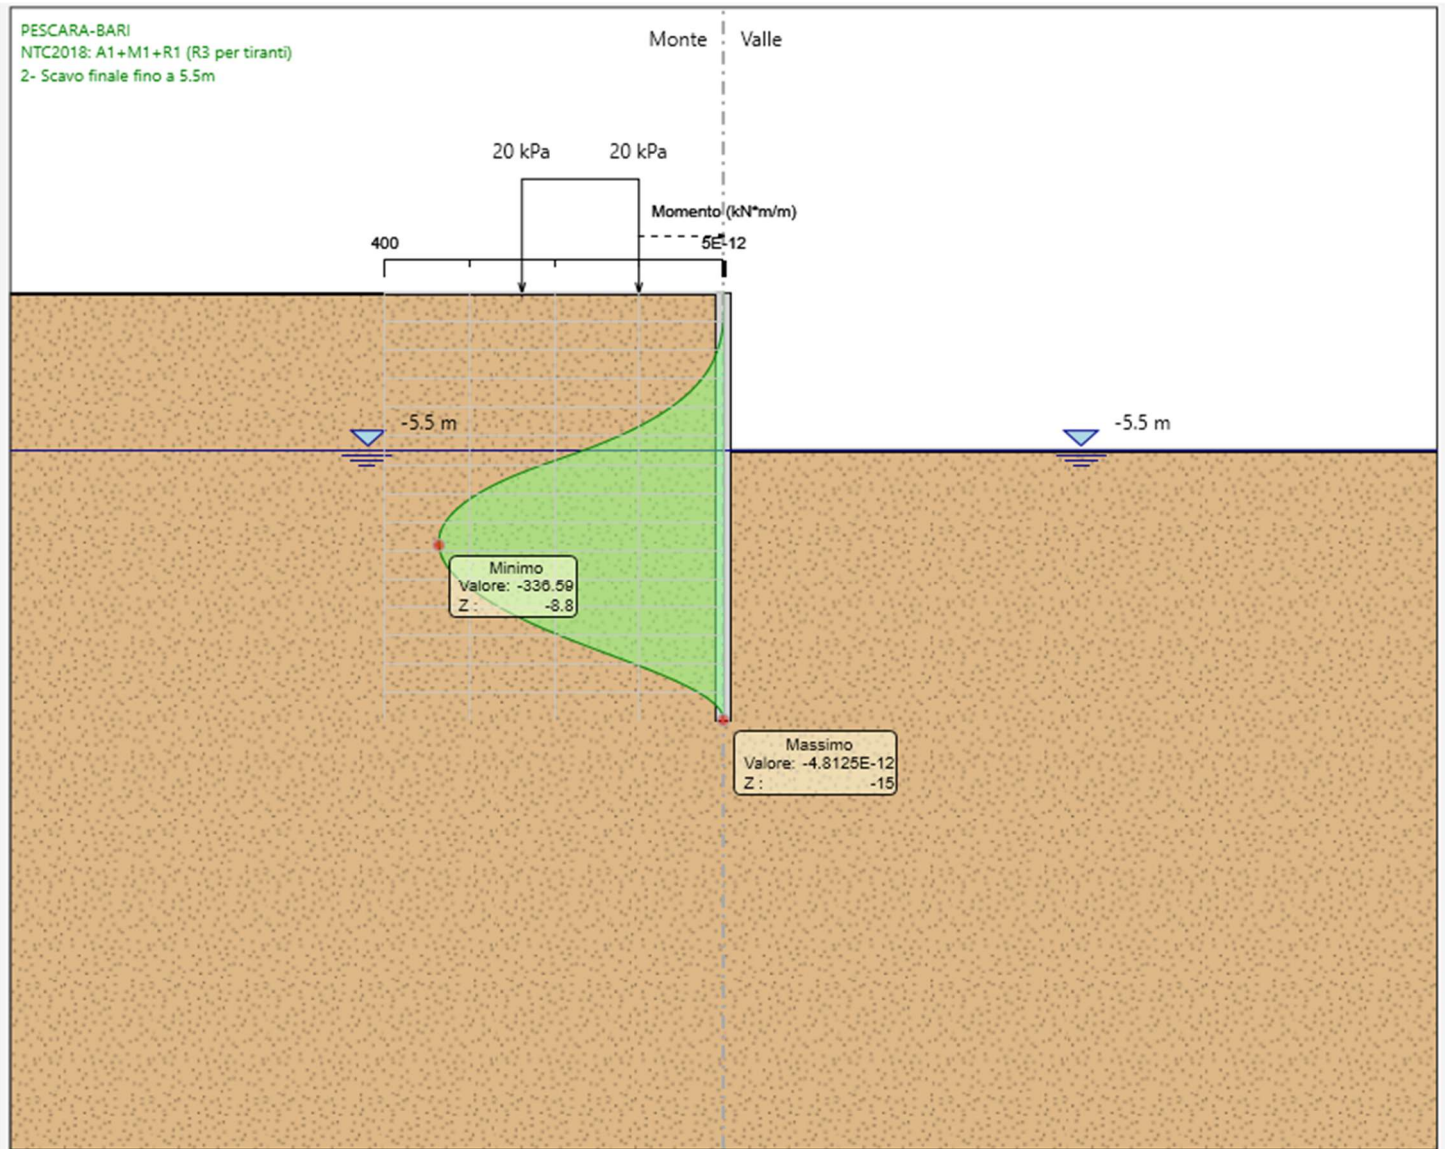 PESCARA-BARI
NTC2018: A1+M1+R1 (R3 per tiranti)
2- Scavo finale fino a 5.5m
Monte Valle
20 kPa 20 kPa
Momento (kN*m/m)
400 5E-12
-5.5 m -5.5 m
Minimo
Valore: -336.59
Z : -8.8
Massimo
Valore: -4.8125E-12
Z : -15